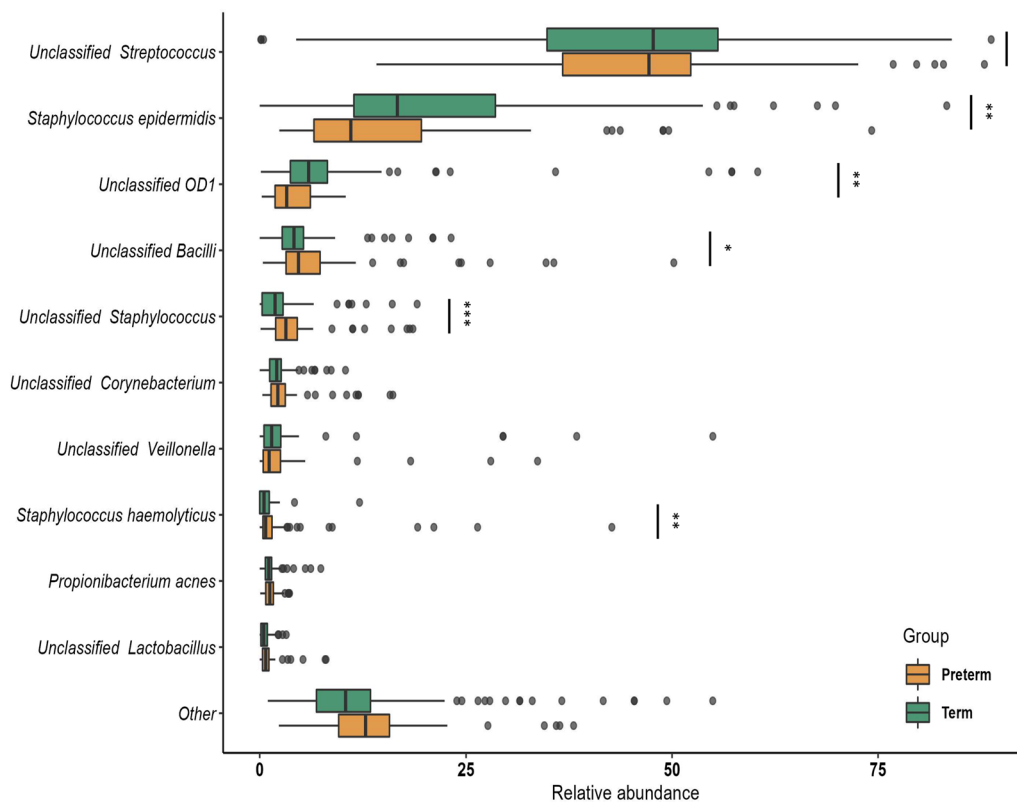 Unclassified Streptococcus
Staphylococcus epidermidis
**
Unclassified OD1
**
Unclassified Bacilli
*
Unclassified Staphylococcus
***
Unclassified Corynebacterium
Unclassified Veillonella
Staphylococcus haemolyticus
**
Propionibacterium acnes
Unclassified Lactobacillus
Other
Group
Preterm
Term
0 25 50 75
Relative abundance